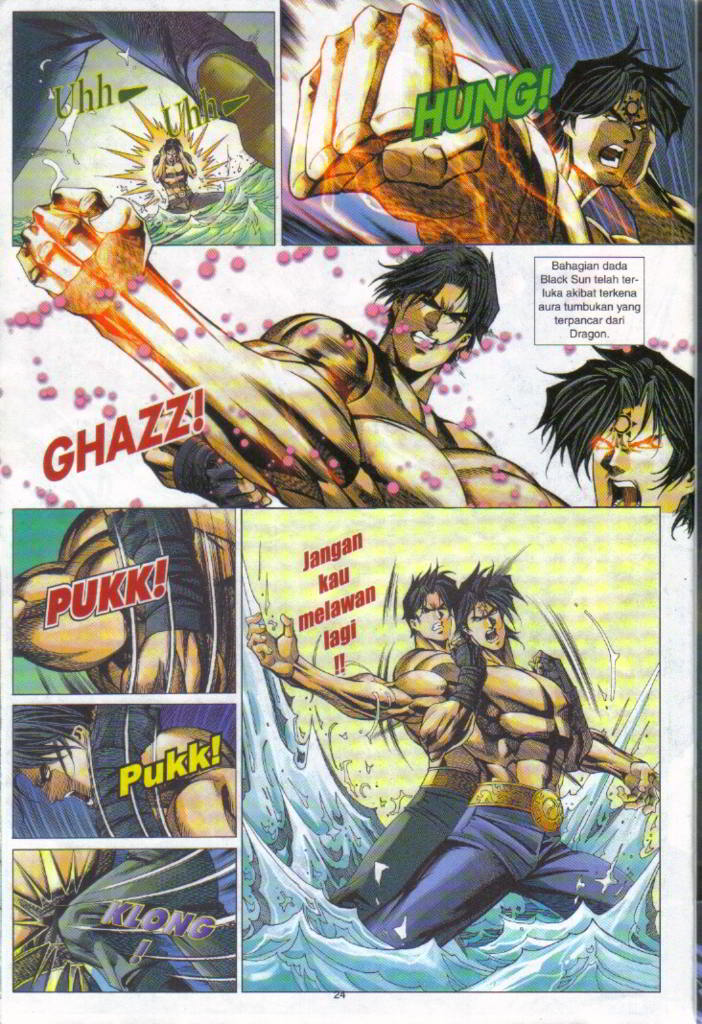 Uhh
Uhh
HUNG!
Bahagian dada
Black Sun telah ter-
luka akibat terkena
aura tumbukan yang
terpancar dari
Dragon.
GHAZZ!
PUKK!
Jangan
kau
melawan
lagi
!!
Pukk!
KLONG
!
24